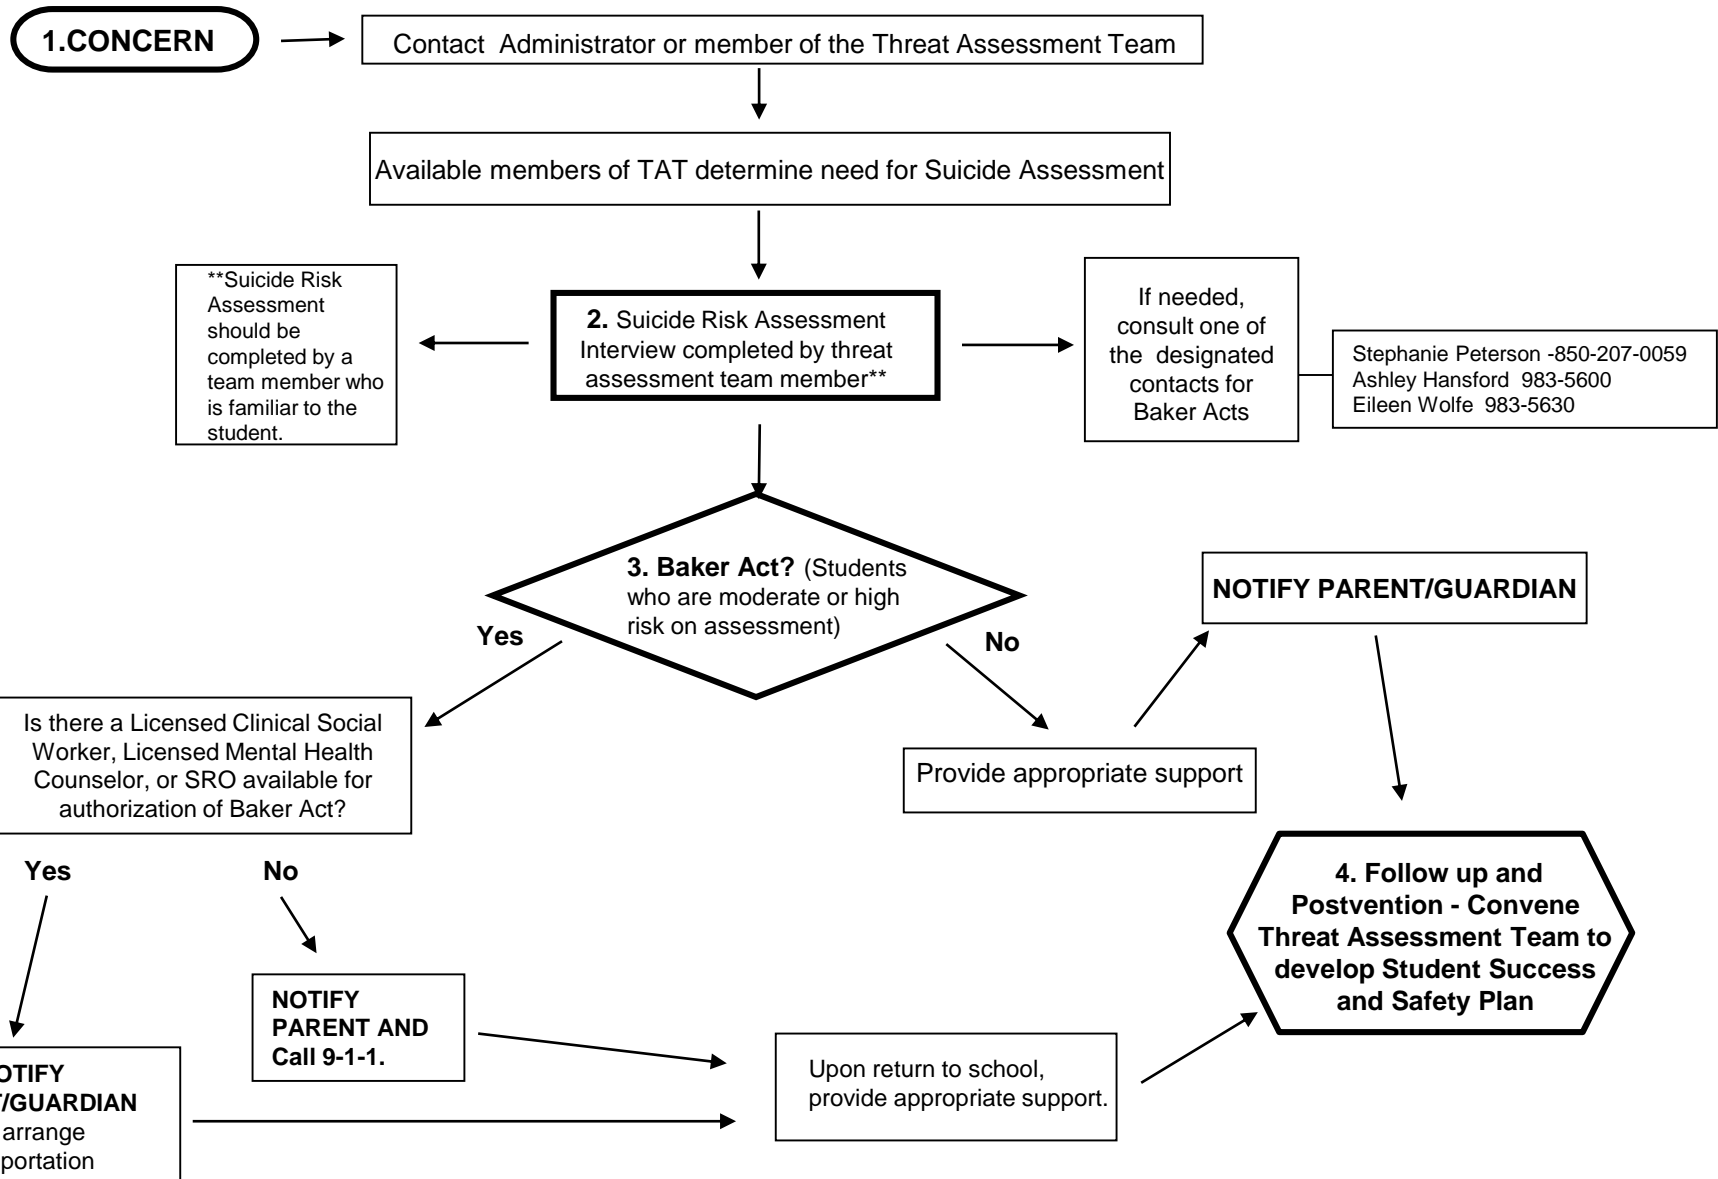 1.CONCERN
Contact Administrator or member of the Threat Assessment Team
Available members of TAT determine need for Suicide Assessment
**Suicide Risk
Assessment
should be
completed by a
team member who
is familiar to the
student.
2. Suicide Risk Assessment
Interview completed by threat
assessment team member**
If needed,
consult one of
the designated
contacts for
Baker Acts
Stephanie Peterson -850-207-0059
Ashley Hansford 983-5600
Eileen Wolfe 983-5630
3. Baker Act? (Students
who are moderate or high
risk on assessment)
Yes
No
NOTIFY PARENT/GUARDIAN
Is there a Licensed Clinical Social
Worker, Licensed Mental Health
Counselor, or SRO available for
authorization of Baker Act?
Provide appropriate support
Yes
No
4. Follow up and
Postvention - Convene
Threat Assessment Team to
develop Student Success
and Safety Plan
NOTIFY
PARENT AND
Call 9-1-1.
OTIFY
T/GUARDIAN
arrange
portation
Upon return to school,
provide appropriate support.